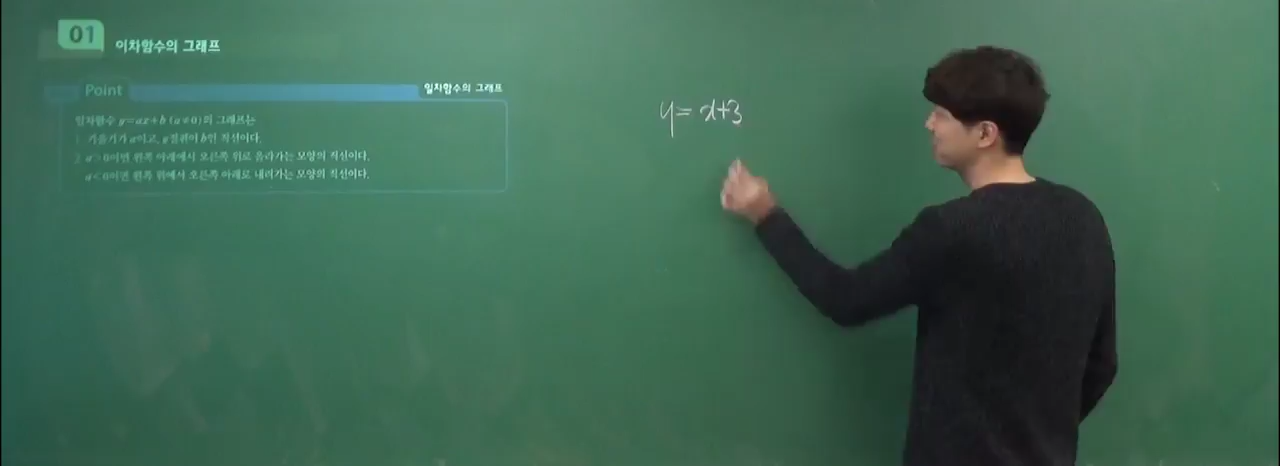 01
이차함수의 그래프
Point
일차함수의 그래프
일차함수 y=ax+b (a≠0)의 그래프는
1. 기울기가 a이고, y절편이 b인 직선이다.
2. a>0이면 왼쪽 아래에서 오른쪽 위로 올라가는 모양의 직선이다.
a<0이면 왼쪽 위에서 오른쪽 아래로 내려가는 모양의 직선이다.
y= x+3